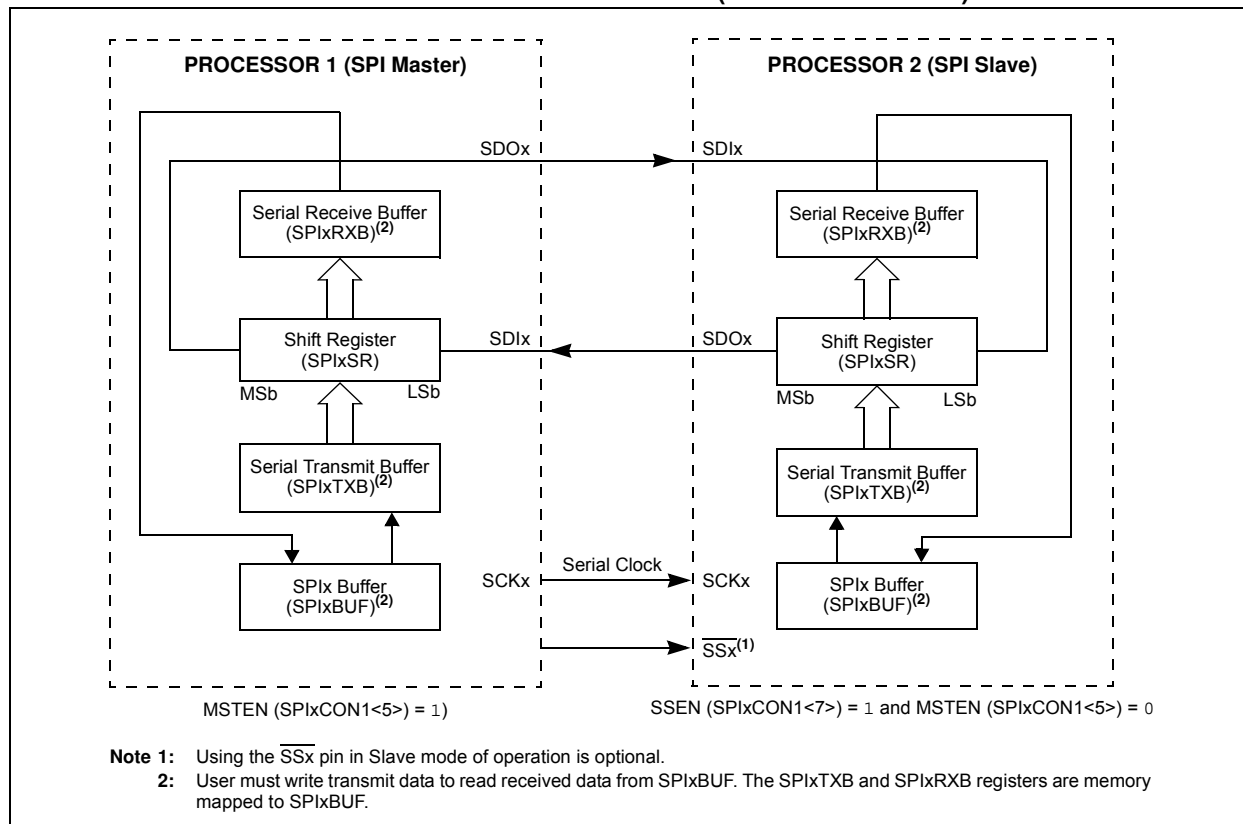 PROCESSOR 1 (SPI Master)
SDOx
Serial Receive Buffer
(SPIxRXB)(2)
Shift Register
(SPIxSR)
SDIx
MSb
LSb
Serial Transmit Buffer
(SPIxTXB)(2)
SPIx Buffer
(SPIxBUF)(2)
SCKx
Serial Clock
MSTEN (SPIxCON1<5>) = 1)
PROCESSOR 2 (SPI Slave)
SDIx
Serial Receive Buffer
(SPIxRXB)(2)
SDOx
Shift Register
(SPIxSR)
MSb
LSb
Serial Transmit Buffer
(SPIxTXB)(2)
SPIx Buffer
(SPIxBUF)(2)
SCKx
SSx(1)
SSEN (SPIxCON1<7>) = 1 and MSTEN (SPIxCON1<5>) = 0
Note 1: Using the SSx pin in Slave mode of operation is optional.
2: User must write transmit data to read received data from SPIxBUF. The SPIxTXB and SPIxRXB registers are memory
mapped to SPIxBUF.